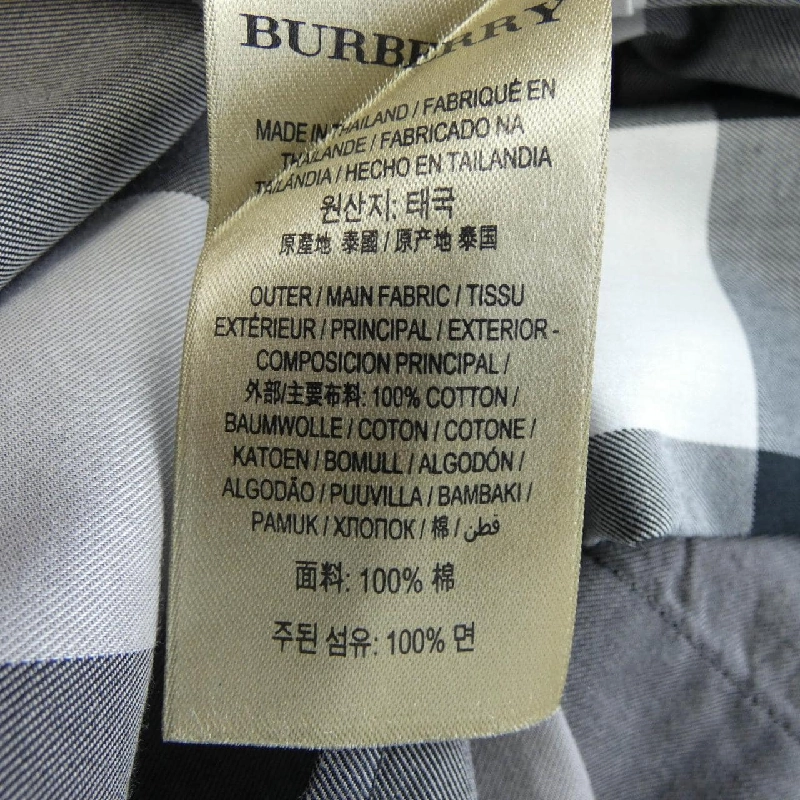 BURBERRY
MADE IN THAILAND / FABRIQUÉ EN
THAÏLANDE / FABRICADO NA
TAILÂNDIA / HECHO EN TAILANDIA
원산지: 태국
原產地 泰國 / 原产地 泰国
OUTER / MAIN FABRIC / TISSU
EXTÉRIEUR / PRINCIPAL / EXTERIOR -
COMPOSICION PRINCIPAL /
外部/主要布料: 100% COTTON /
BAUMWOLLE / COTON / COTONE /
KATOEN / BOMULL / ALGODÓN /
ALGODÃO / PUUVILLA / BAMBAKI /
PAMUK / ХЛОПОК / 棉 / قطن
面料: 100% 棉
주된 섬유: 100% 면